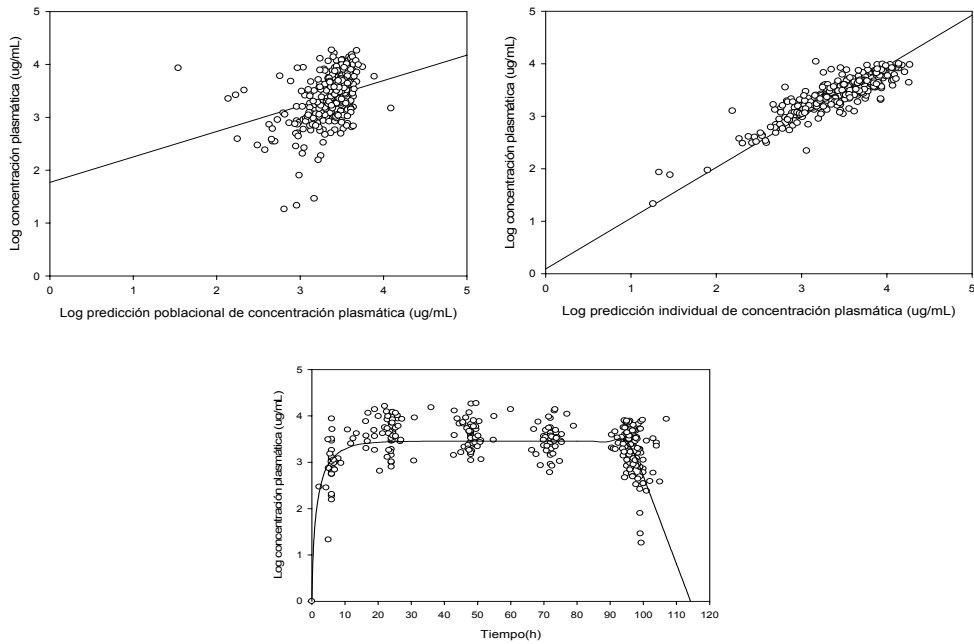 Log concentración plasmática (ug/mL)
5
4
3
2
1
0
0 1 2 3 4 5
Log predicción poblacional de concentración plasmática (ug/mL)
Log concentración plasmática (ug/mL)
5
4
3
2
1
0
0 1 2 3 4 5
Log predicción individual de concentración plasmática (ug/mL)
Log concentración plasmática (ug/mL)
5
4
3
2
1
0
0 10 20 30 40 50 60 70 80 90 100 110 120
Tiempo(h)